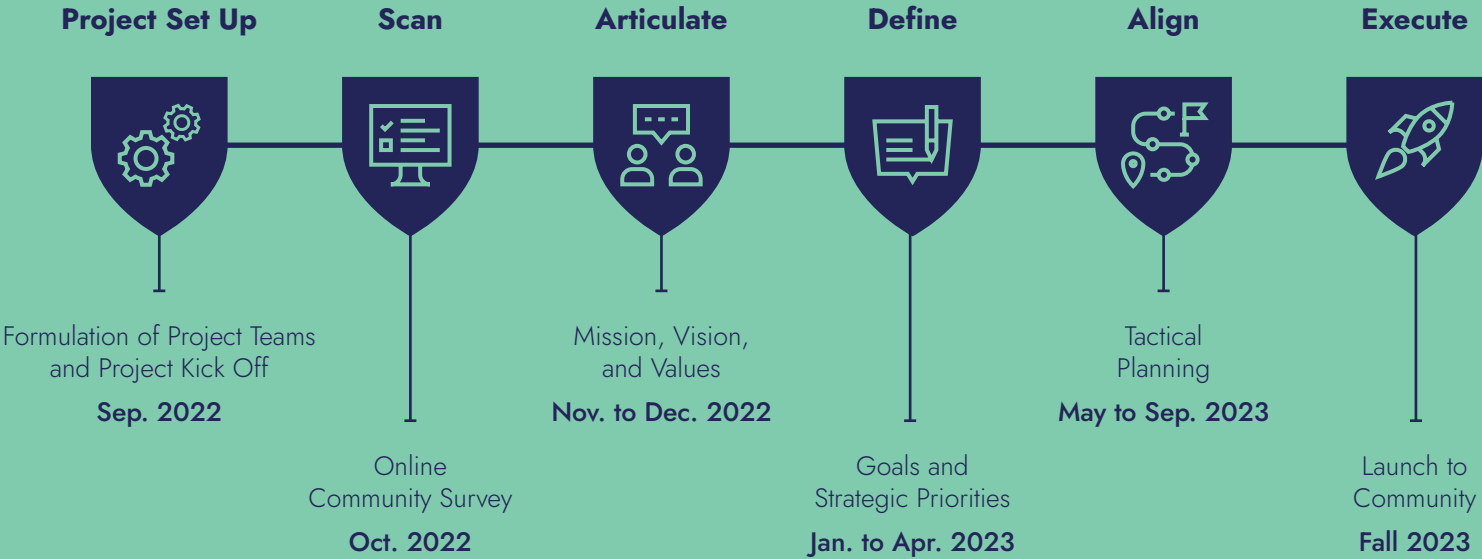 Project Set Up
Scan
Articulate
Define
Align
Execute
Formulation of Project Teams
and Project Kick Off
Sep. 2022
Online
Community Survey
Oct. 2022
Mission, Vision,
and Values
Nov. to Dec. 2022
Goals and
Strategic Priorities
Jan. to Apr. 2023
Tactical
Planning
May to Sep. 2023
Launch to
Community
Fall 2023